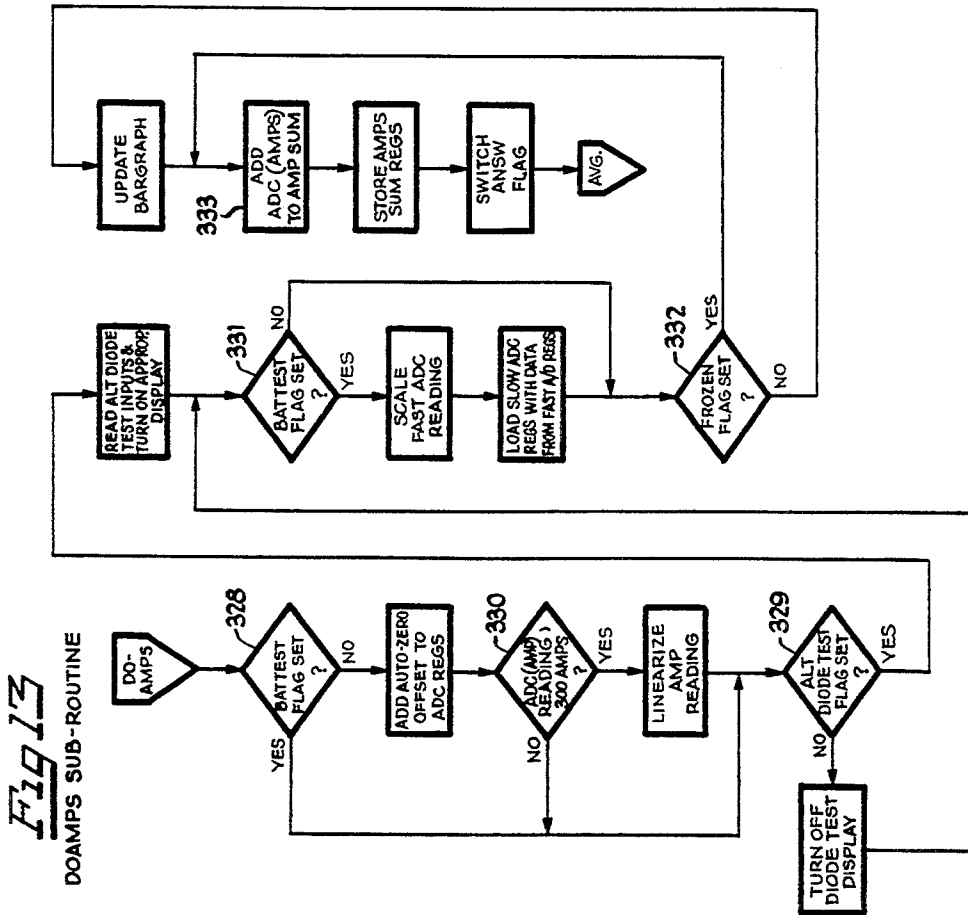 Fig 13
DOAMPS SUB-ROUTINE
DO-
AMPS
328
BATTEST
FLAG SET
?
YES
NO
ADD AUTO-ZERO
OFFSET TO
ADC REGS
330
ADC (AMP)
READING >
300 AMPS
?
NO
YES
LINEARIZE
AMP
READING
329
ALT
DIODE TEST
FLAG SET
?
NO
YES
TURN OFF
DIODE TEST
DISPLAY
READ ALT DIODE
TEST INPUTS &
TURN ON APPROP.
DISPLAY
331
BATTEST
FLAG SET
?
NO
YES
SCALE
FAST ADC
READING
LOAD SLOW ADC
REGS WITH DATA
FROM FAST A/D REGS
332
FROZEN
FLAG SET
?
YES
NO
UPDATE
BARGRAPH
333
ADD
ADC (AMPS)
TO AMP SUM
STORE AMPS
SUM REGS
SWITCH
ANSW
FLAG
AVG.